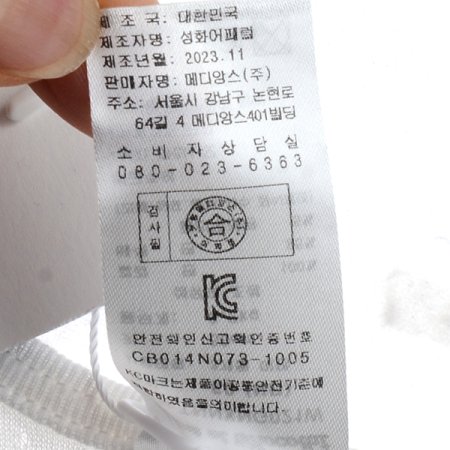 제 조 국: 대한민국
제조자명: 성화어패럴
제조년월: 2023.11
판매자명: 메디앙스(주)
주소: 서울시 강남구 논현로
64길 4 메디앙스401빌딩
소 비 자 상 담 실
080-023-6363
검사필
合
안전확인신고확인증번호
CB014N073-1005
KC마크는제품이공통안전기준에
적합하였음을의미합니다.